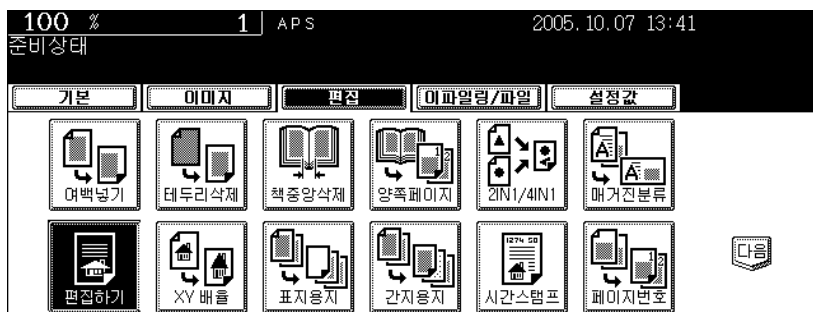 100 % 1 APS 2005.10.07 13:41
준비상태
기본 이미지 편집 이파일링/파일 설정값
여백넣기 테두리삭제 책중앙삭제 양쪽페이지 2IN1/4IN1 매거진분류
다음
편집하기 XY 배율 표지용지 간지용지 시간스탬프 페이지번호